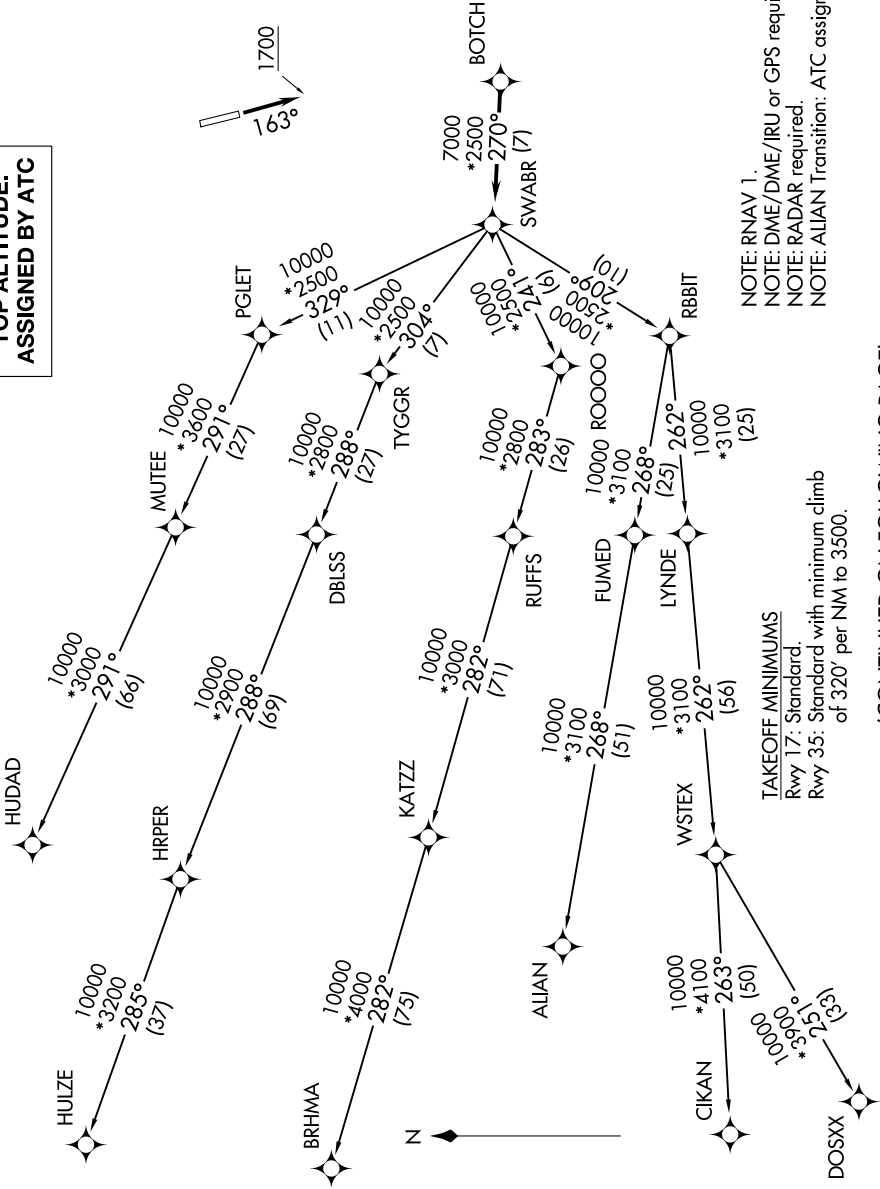 TOP ALTITUDE:
ASSIGNED BY ATC
HUDAD
10000
*3000
291°
(66)
MUTEE
10000
*3600
291°
(27)
PGLET
10000
*2500
329°
(11)
1700
163°
BOTCH
7000
*2500
270°
(7)
SWABR
HULZE
10000
*3200
285°
(37)
HRPER
10000
*2900
288°
(69)
DBLSS
10000
*2800
288°
(27)
TYGGR
10000
*2500
304°
(7)
BRHMA
10000
*4000
282°
(75)
KATZZ
10000
*3000
282°
(71)
RUFFS
10000
*2800
283°
(26)
ROOOO
10000
*2500
241°
(6)
10000
*2500
209°
(10)
RBBIT
N
ALIAN
10000
*3100
268°
(51)
FUMED
10000
*3100
268°
(25)
LYNDE
262°
10000
*3100
(25)
CIKAN
10000
*4100
263°
(50)
WSTEX
10000
*3100
262°
(56)
DOSXX
10000
*3900
251°
(33)
TAKEOFF MINIMUMS
Rwy 17: Standard.
Rwy 35: Standard with minimum climb
of 320' per NM to 3500.
NOTE: RNAV 1.
NOTE: DME/DME/IRU or GPS requi
NOTE: RADAR required.
NOTE: ALIAN Transition: ATC assign